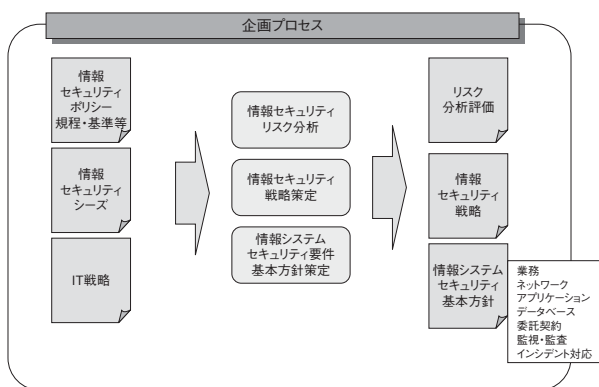 企画プロセス
情報
セキュリティ
ポリシー
規程・基準等
情報
セキュリティ
シーズ
IT戦略
情報セキュリティ
リスク分析
情報セキュリティ
戦略策定
情報システム
セキュリティ要件
基本方針策定
リスク
分析評価
情報
セキュリティ
戦略
情報システム
セキュリティ
基本方針
業務
ネットワーク
アプリケーション
データベース
委託契約
監視・監査
インシデント対応